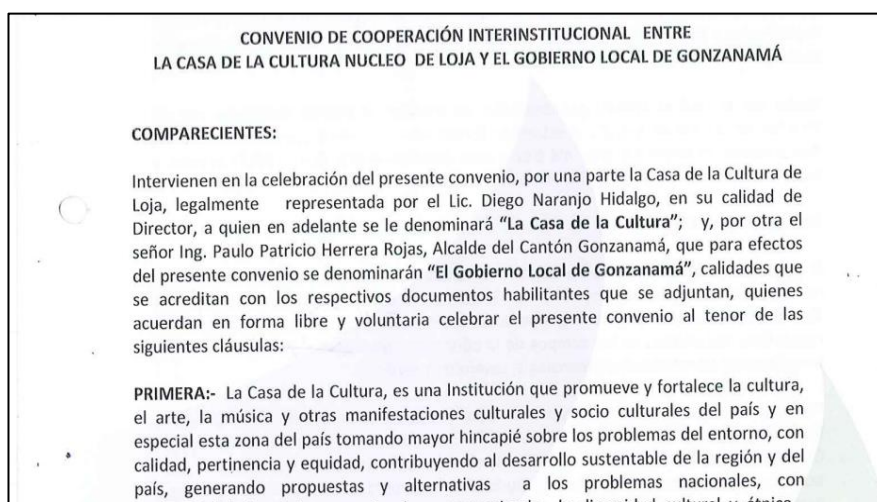 CONVENIO DE COOPERACIÓN INTERINSTITUCIONAL ENTRE
LA CASA DE LA CULTURA NUCLEO DE LOJA Y EL GOBIERNO LOCAL DE GONZANAMÁ
COMPARECIENTES:
Intervienen en la celebración del presente convenio, por una parte la Casa de la Cultura de
Loja, legalmente representada por el Lic. Diego Naranjo Hidalgo, en su calidad de
Director, a quien en adelante se le denominará “La Casa de la Cultura”; y, por otra el
señor Ing. Paulo Patricio Herrera Rojas, Alcalde del Cantón Gonzanamá, que para efectos
del presente convenio se denominarán “El Gobierno Local de Gonzanamá”, calidades que
se acreditan con los respectivos documentos habilitantes que se adjuntan, quienes
acuerdan en forma libre y voluntaria celebrar el presente convenio al tenor de las
siguientes cláusulas:
PRIMERA:- La Casa de la Cultura, es una Institución que promueve y fortalece la cultura,
el arte, la música y otras manifestaciones culturales y socio culturales del país y en
especial esta zona del país tomando mayor hincapié sobre los problemas del entorno, con
calidad, pertinencia y equidad, contribuyendo al desarrollo sustentable de la región y del
país, generando propuestas y alternativas a los problemas nacionales, con